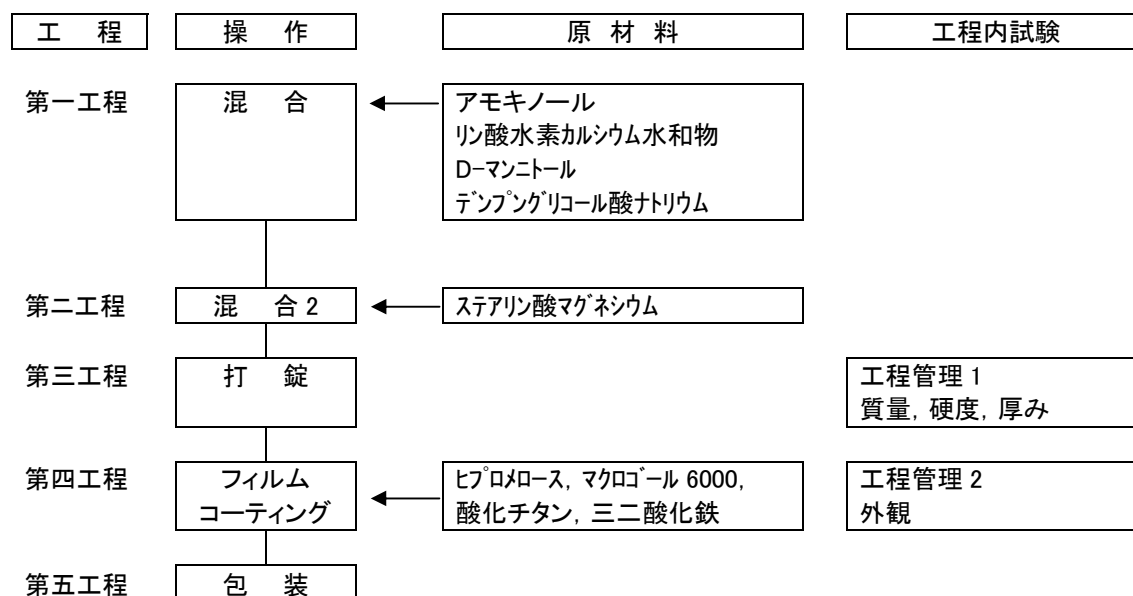 工 程 操 作 原 材 料 工程内試験
第一工程 混 合 アモキノール
リン酸水素カルシウム水和物
D-マンニトール
デンプングリコール酸ナトリウム
第二工程 混 合 2 ステアリン酸マグネシウム
第三工程 打 錠 工程管理 1
質量, 硬度, 厚み
第四工程 フィルム ヒプロメロース, マクロゴール 6000, 工程管理 2
コーティング 酸化チタン, 三二酸化鉄 外観
第五工程 包 装